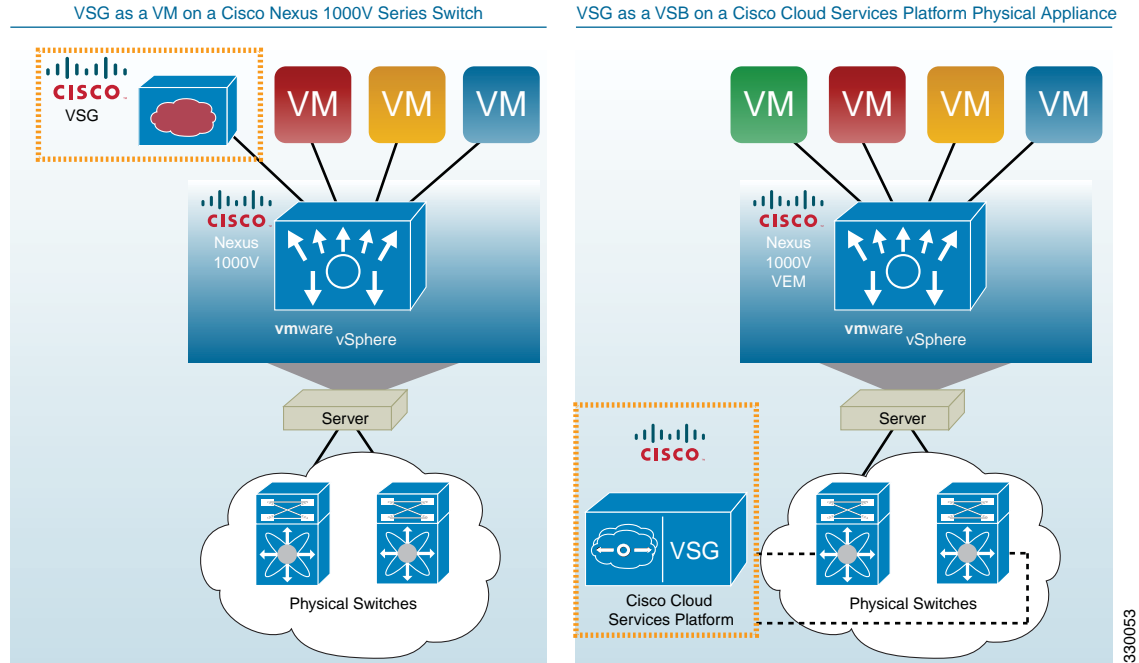 VSG as a VM on a Cisco Nexus 1000V Series Switch
CISCO
VSG
VM
VM
VM
CISCO
Nexus
1000V
vmware vSphere
Server
Physical Switches
VSG as a VSB on a Cisco Cloud Services Platform Physical Appliance
VM
VM
VM
VM
CISCO
Nexus
1000V
VEM
vmware vSphere
Server
CISCO
VSG
Cisco Cloud
Services Platform
Physical Switches
330053